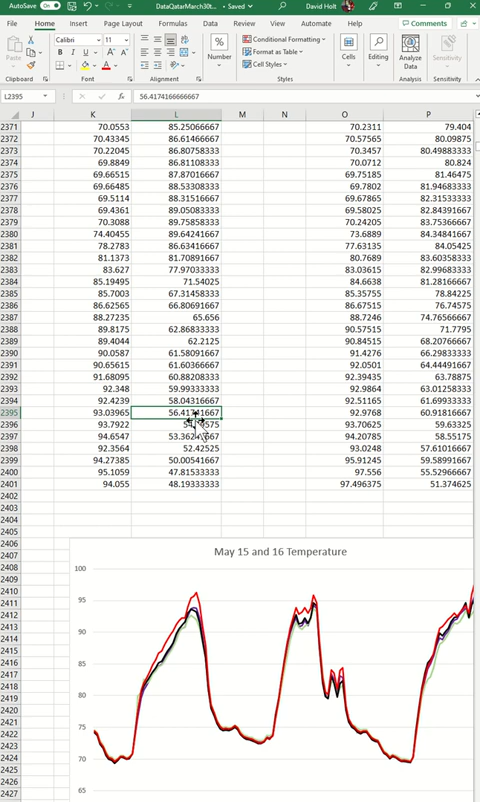 AutoSave On DataQatarMarch30t... • Saved David Holt
File Home Insert Page Layout Formulas Data Review View Automate Help Comments
Paste Calibri 11 Number Conditional Formatting Format as Table Cell Styles Cells Editing Analyze Data Sensitivity
Clipboard Font Alignment Styles Analysis Sensitivity
L2395 fx 56.4174166666667
J K L M N O P
2371 70.0553 85.25066667 70.2311 79.404
2372 70.43345 86.61466667 70.57565 80.09875
2373 70.22045 86.80758333 70.3457 80.49883333
2374 69.8849 86.81108333 70.0712 80.824
2375 69.66515 87.87016667 69.75185 81.46475
2376 69.66485 88.53308333 69.7802 81.94683333
2377 69.5114 88.31516667 69.67865 82.31533333
2378 69.4361 89.05083333 69.58025 82.84391667
2379 70.3088 89.75858333 70.24205 83.75366667
2380 74.40455 89.64241667 73.6889 84.34841667
2381 78.2783 86.63416667 77.63135 84.05425
2382 81.1373 81.70891667 80.7689 83.60358333
2383 83.627 77.97033333 83.03615 82.99683333
2384 85.19495 71.54025 84.6638 81.28166667
2385 85.7003 67.31458333 85.35755 78.84225
2386 86.62565 66.80691667 86.67515 76.74575
2387 88.27235 65.656 88.7246 74.76566667
2388 89.8175 62.86833333 90.57515 71.7795
2389 89.4044 62.2125 90.84515 68.20766667
2390 90.0587 61.58091667 91.4276 66.29833333
2391 90.65615 61.60366667 92.0501 64.44491667
2392 91.68095 60.88208333 92.39435 63.78875
2393 92.348 59.99333333 92.9864 63.01258333
2394 92.4239 58.04316667 92.51165 61.69933333
2395 93.03965 92.9768 60.91816667
2396 93.7922 93.70625 59.63325
2397 94.6547 94.20785 58.55175
2398 92.3564 52.42525 93.0248 57.61016667
2399 94.27385 50.00541667 95.91245 59.58991667
2400 95.1059 47.81533333 97.556 55.52966667
2401 94.055 48.19333333 97.496375 51.374625
2402
2403
2404
2405
2406
2407 May 15 and 16 Temperature
2408
2409 100
2410
2411
2412 95
2413
2414
2415 90
2416
2417 85
2418
2419
2420 80
2421
2422 75
2423
2424
2425 70
2426
2427 65